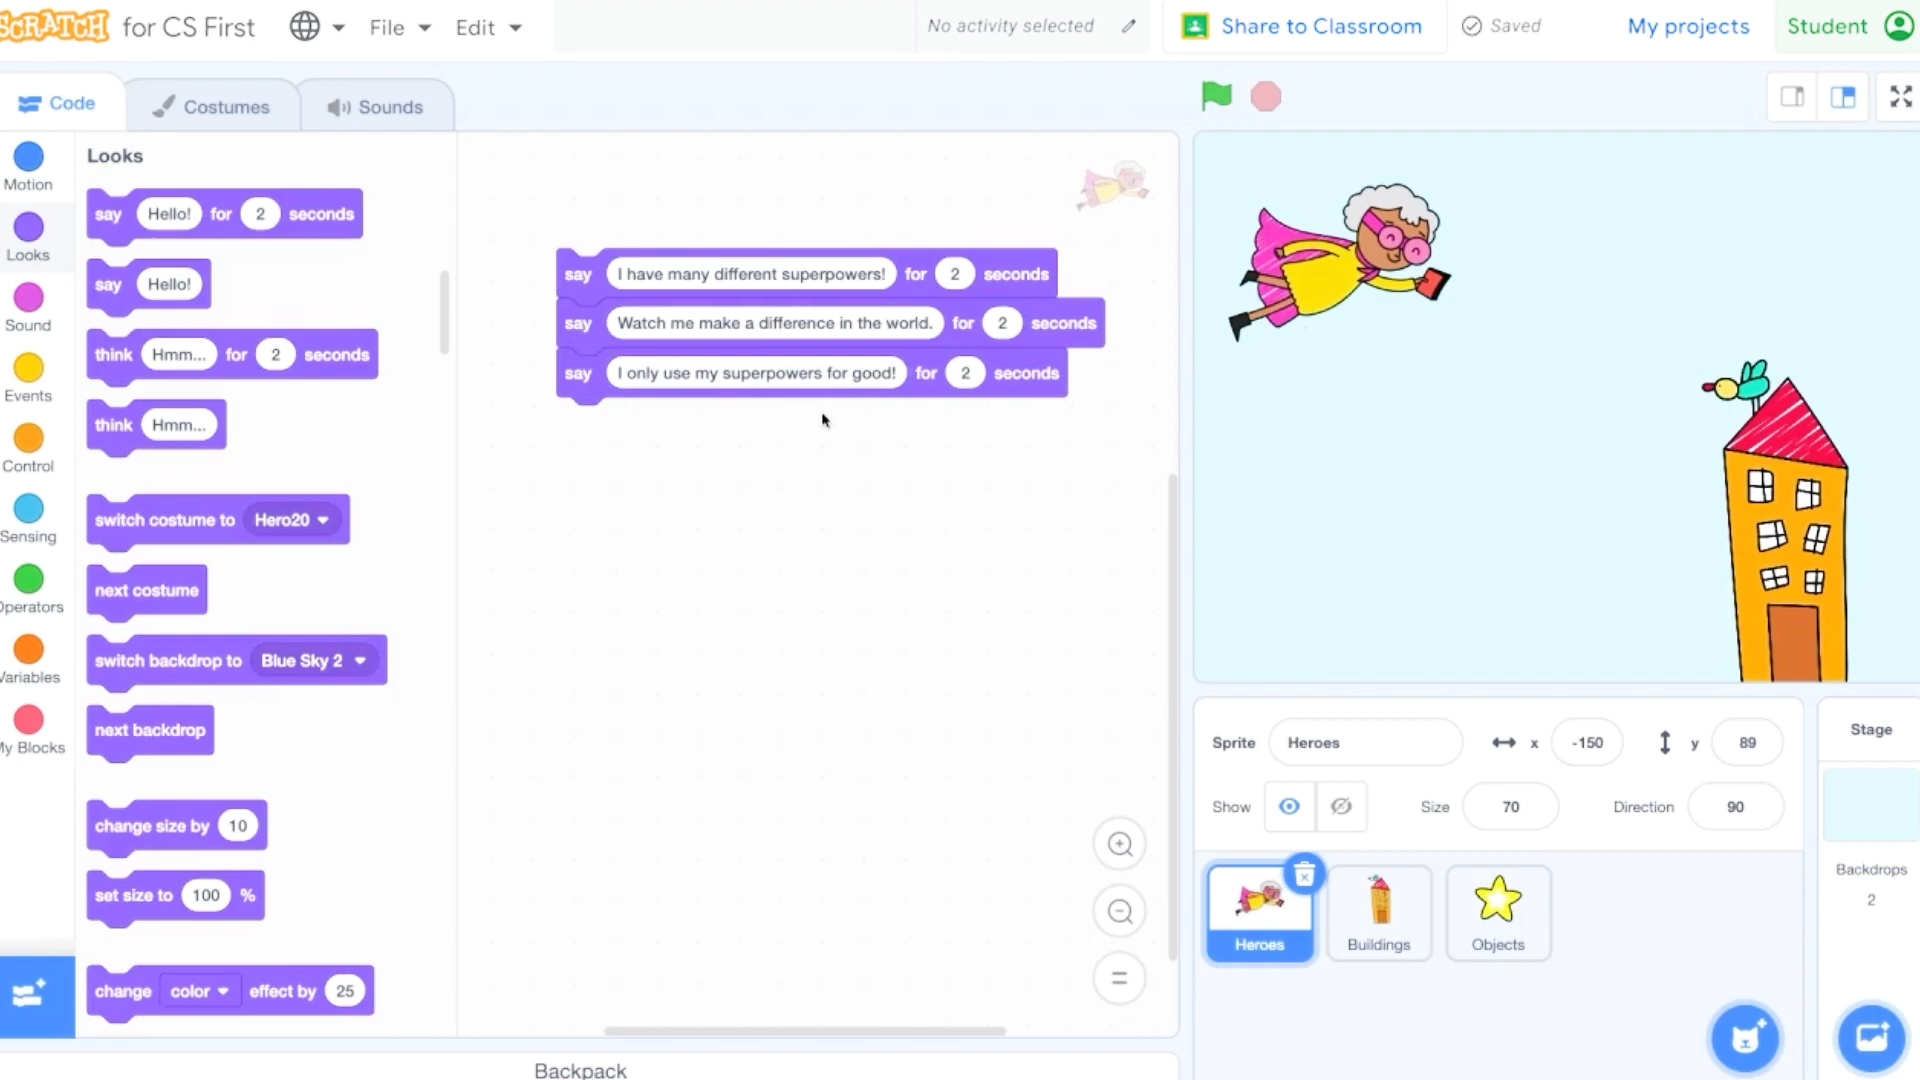 SCRATCH for CS First File Edit No activity selected Share to Classroom Saved My projects Student
Code Costumes Sounds
Motion
Looks
Sound
Events
Control
Sensing
Operators
Variables
My Blocks
Looks
say Hello! for 2 seconds
say Hello!
think Hmm... for 2 seconds
think Hmm...
switch costume to Hero20
next costume
switch backdrop to Blue Sky 2
next backdrop
change size by 10
set size to 100 %
change color effect by 25
say I have many different superpowers! for 2 seconds
say Watch me make a difference in the world. for 2 seconds
say I only use my superpowers for good! for 2 seconds
Backpack
Sprite Heroes x -150 y 89
Show Size 70 Direction 90
Heroes
Buildings
Objects
Stage
Backdrops
2